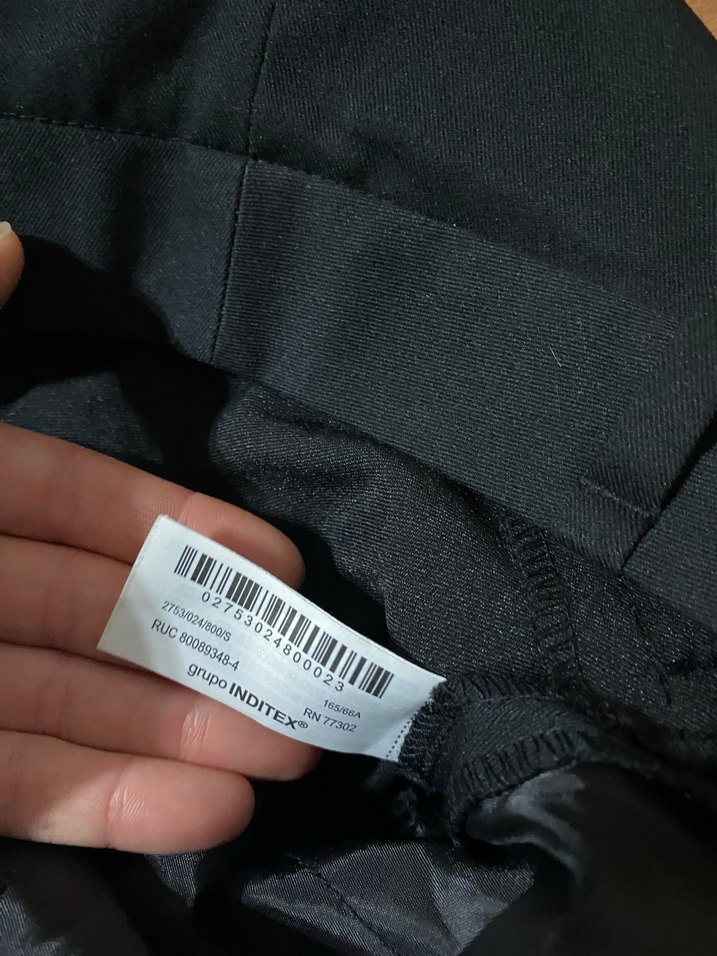 02753024800023
2753/024/800/S
RUC 80089348-4
165/66A
grupo INDITEX®
RN 77302